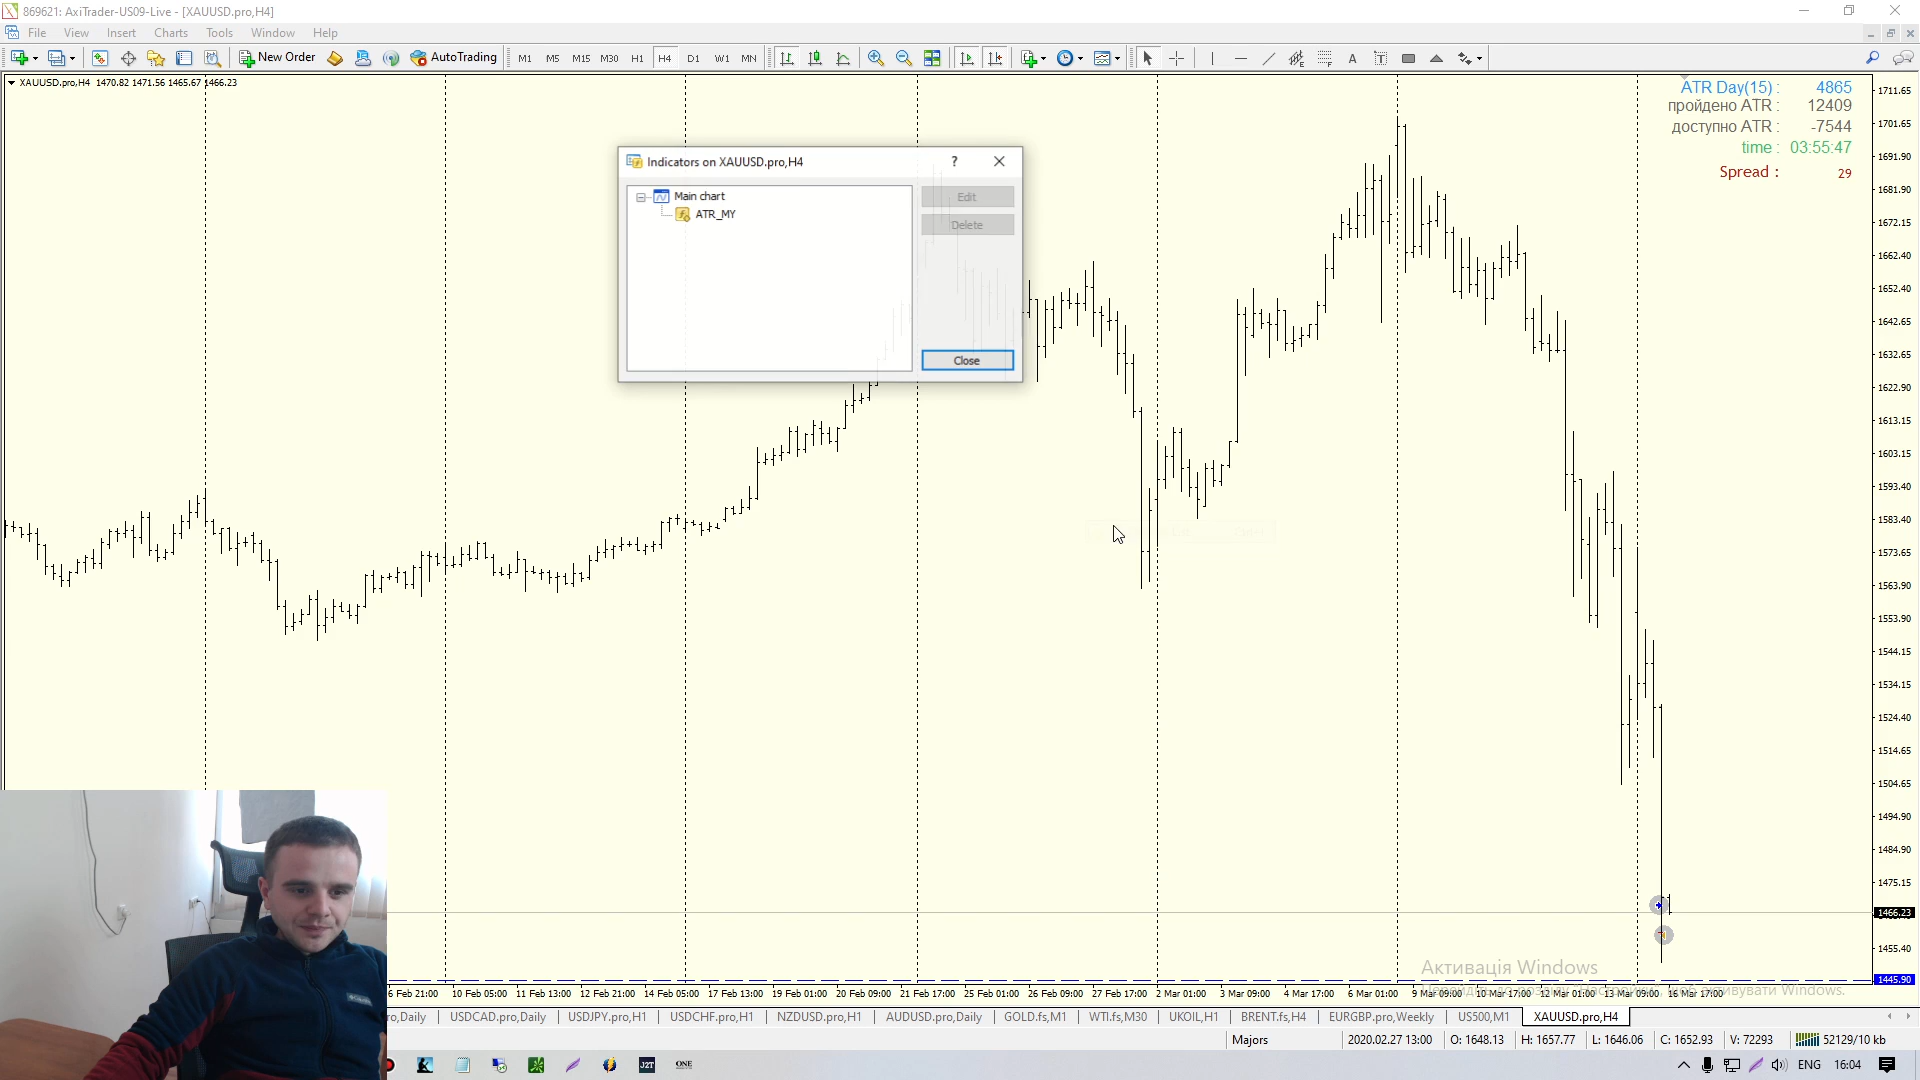 869621: AxiTrader-US09-Live - [XAUUSD.pro,H4]
File View Insert Charts Tools Window Help
New Order AutoTrading M1 M5 M15 M30 H1 H4 D1 W1 MN
XAUUSD.pro,H4 1470.82 1471.56 1465.67 1466.23
ATR Day(15) : 4865
пройдено ATR : 12409
доступно ATR : -7544
time : 03:55:47
Spread : 29
Indicators on XAUUSD.pro,H4
Main chart
ATR_MY
Edit
Delete
Close
1711.65
1701.65
1691.90
1681.90
1672.15
1662.40
1652.40
1642.65
1632.65
1622.90
1613.15
1603.15
1593.40
1583.40
1573.65
1563.90
1553.90
1544.15
1534.15
1524.40
1514.65
1504.65
1494.90
1484.90
1475.15
1466.23
1455.40
1445.90
Активація Windows
6 Feb 21:00 10 Feb 05:00 11 Feb 13:00 12 Feb 21:00 14 Feb 05:00 17 Feb 13:00 19 Feb 01:00 20 Feb 09:00 21 Feb 17:00 25 Feb 01:00 26 Feb 09:00 27 Feb 17:00 2 Mar 01:00 3 Mar 09:00 4 Mar 17:00 6 Mar 01:00 9 Mar 09:00 10 Mar 17:00 12 Mar 01:00 13 Mar 09:00 16 Mar 17:00
ro,Daily USDCAD.pro,Daily USDJPY.pro,H1 USDCHF.pro,H1 NZDUSD.pro,H1 AUDUSD.pro,Daily GOLD.fs,M1 WTI.fs,M30 UKOIL,H1 BRENT.fs,H4 EURGBP.pro,Weekly US500,M1 XAUUSD.pro,H4
Majors 2020.02.27 13:00 O: 1648.13 H: 1657.77 L: 1646.06 C: 1652.93 V: 72293 52129/10 kb
J2T ONE ENG 16:04